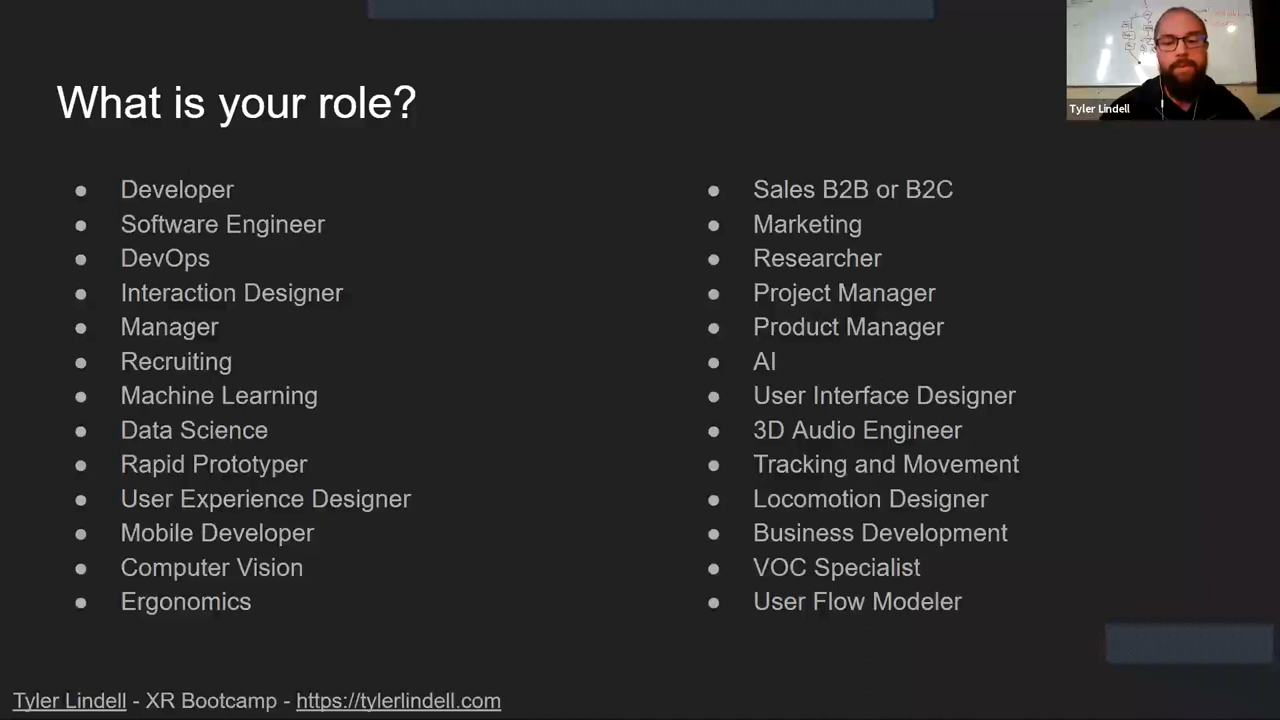 What is your role?
Tyler Lindell
Developer
Software Engineer
DevOps
Interaction Designer
Manager
Recruiting
Machine Learning
Data Science
Rapid Prototyper
User Experience Designer
Mobile Developer
Computer Vision
Ergonomics
Sales B2B or B2C
Marketing
Researcher
Project Manager
Product Manager
AI
User Interface Designer
3D Audio Engineer
Tracking and Movement
Locomotion Designer
Business Development
VOC Specialist
User Flow Modeler
Tyler Lindell - XR Bootcamp - https://tylerlindell.com